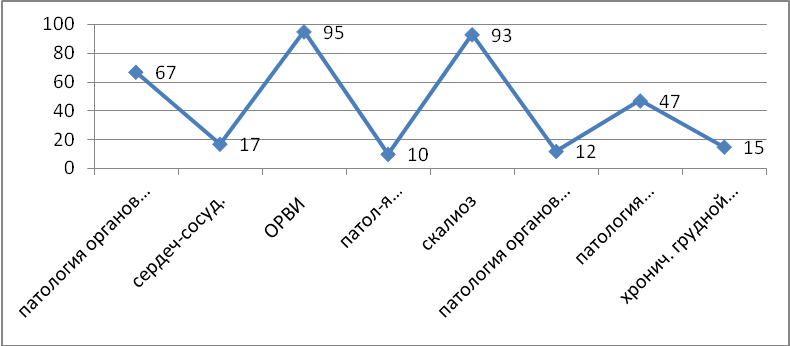 100
80
60
40
20
0
67
17
95
10
93
12
47
15
патология органов...
сердеч-сосуд.
ОРВИ
патол-я...
скалиоз
патология органов...
патология...
хронич. грудной...